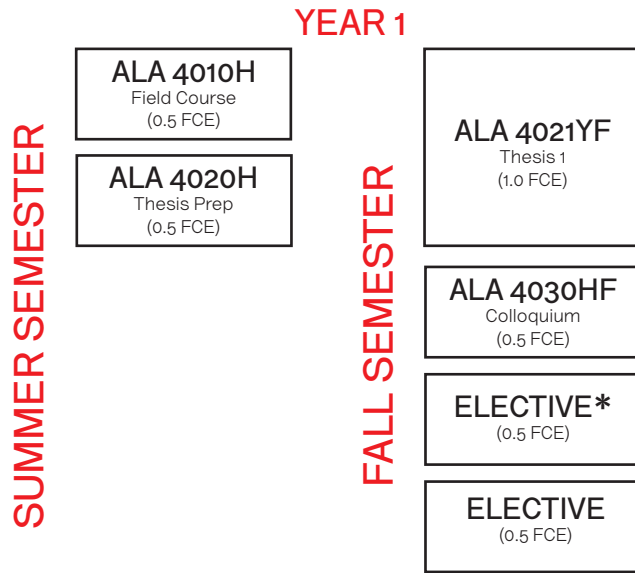 YEAR 1
SUMMER SEMESTER
ALA 4010H
Field Course
(0.5 FCE)
ALA 4020H
Thesis Prep
(0.5 FCE)
FALL SEMESTER
ALA 4021YF
Thesis 1
(1.0 FCE)
ALA 4030HF
Colloquium
(0.5 FCE)
ELECTIVE*
(0.5 FCE)
ELECTIVE
(0.5 FCE)